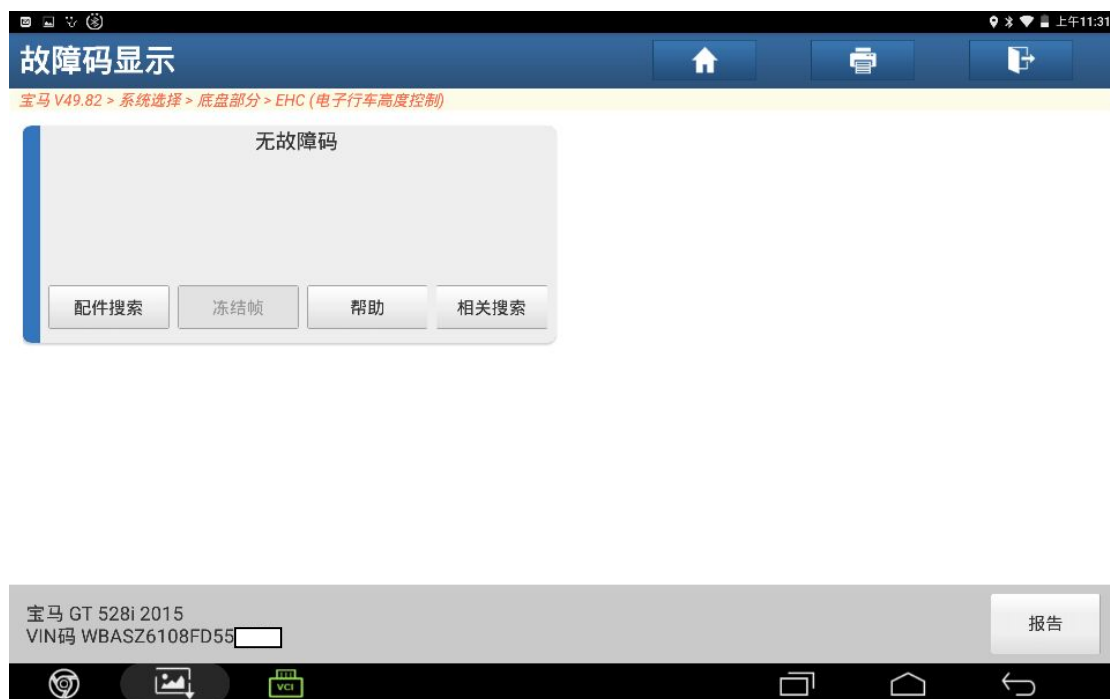 上午11:31
故障码显示
宝马 V49.82 > 系统选择 > 底盘部分 > EHC (电子行车高度控制)
无故障码
配件搜索 冻结帧 帮助 相关搜索
宝马 GT 528i 2015
VIN码 WBASZ6108FD55
报告
VCI